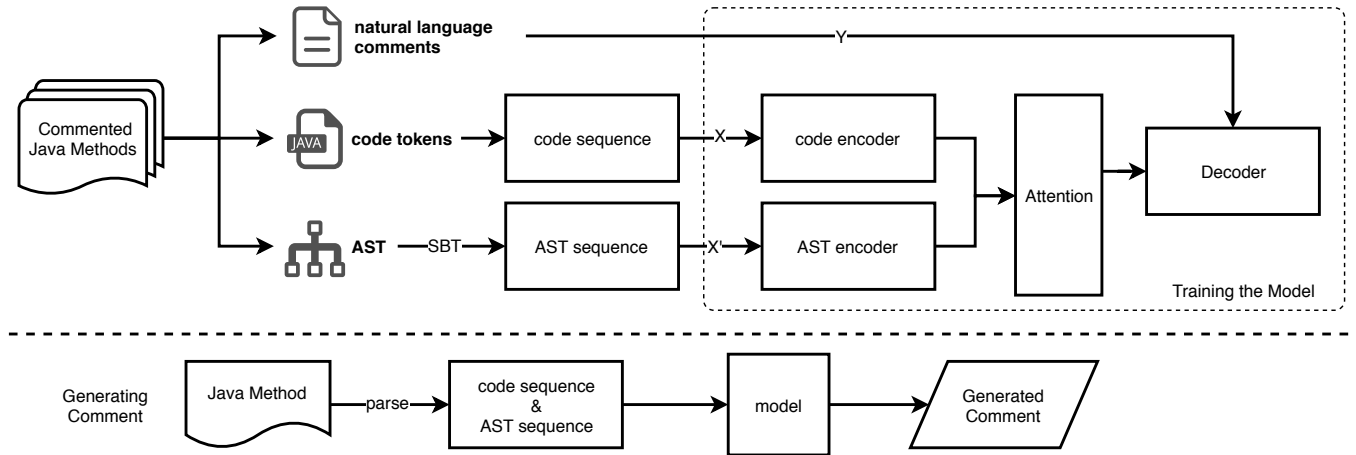 natural language
comments
Y
Commented
Java Methods
JAVA
code tokens
code sequence
X
code encoder
Attention
Decoder
AST
SBT
AST sequence
X'
AST encoder
Training the Model
Generating
Comment
Java Method
parse
code sequence
&
AST sequence
model
Generated
Comment